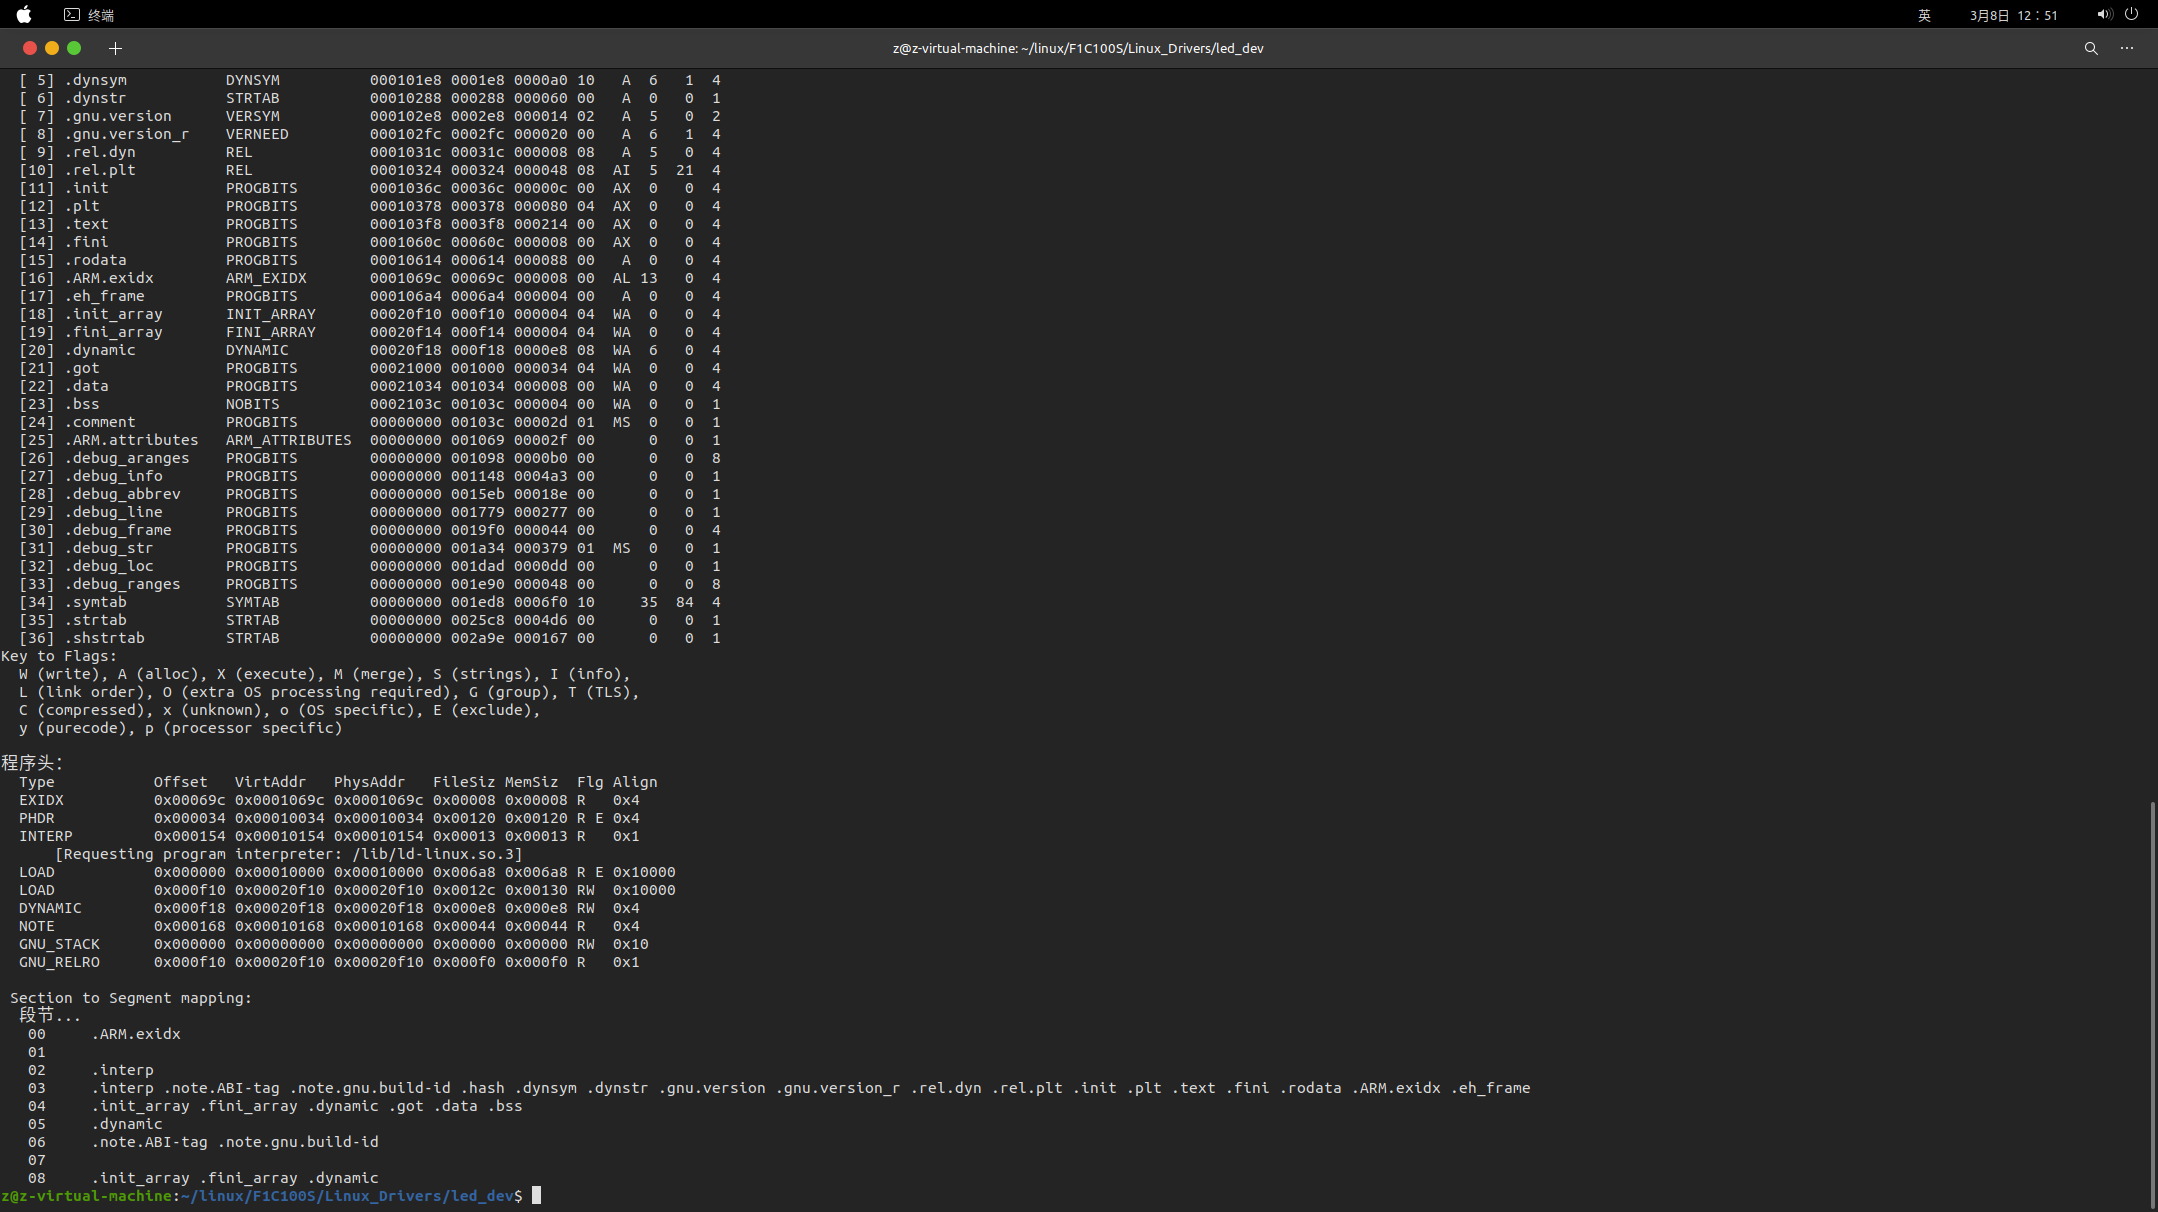 终端
英 3月8日 12：51
z@z-virtual-machine: ~/linux/F1C100S/Linux_Drivers/led_dev
  [ 5] .dynsym           DYNSYM          000101e8 0001e8 0000a0 10   A  6   1  4
  [ 6] .dynstr           STRTAB          00010288 000288 000060 00   A  0   0  1
  [ 7] .gnu.version      VERSYM          000102e8 0002e8 000014 02   A  5   0  2
  [ 8] .gnu.version_r    VERNEED         000102fc 0002fc 000020 00   A  6   1  4
  [ 9] .rel.dyn          REL             0001031c 00031c 000008 08   A  5   0  4
  [10] .rel.plt          REL             00010324 000324 000048 08  AI  5  21  4
  [11] .init             PROGBITS        0001036c 00036c 00000c 00  AX  0   0  4
  [12] .plt              PROGBITS        00010378 000378 000080 04  AX  0   0  4
  [13] .text             PROGBITS        000103f8 0003f8 000214 00  AX  0   0  4
  [14] .fini             PROGBITS        0001060c 00060c 000008 00  AX  0   0  4
  [15] .rodata           PROGBITS        00010614 000614 000088 00   A  0   0  4
  [16] .ARM.exidx        ARM_EXIDX       0001069c 00069c 000008 00  AL 13   0  4
  [17] .eh_frame         PROGBITS        000106a4 0006a4 000004 00   A  0   0  4
  [18] .init_array       INIT_ARRAY      00020f10 000f10 000004 04  WA  0   0  4
  [19] .fini_array       FINI_ARRAY      00020f14 000f14 000004 04  WA  0   0  4
  [20] .dynamic          DYNAMIC         00020f18 000f18 0000e8 08  WA  6   0  4
  [21] .got              PROGBITS        00021000 001000 000034 04  WA  0   0  4
  [22] .data             PROGBITS        00021034 001034 000008 00  WA  0   0  4
  [23] .bss              NOBITS          0002103c 00103c 000004 00  WA  0   0  1
  [24] .comment          PROGBITS        00000000 00103c 00002d 01  MS  0   0  1
  [25] .ARM.attributes   ARM_ATTRIBUTES  00000000 001069 00002f 00      0   0  1
  [26] .debug_aranges    PROGBITS        00000000 001098 0000b0 00      0   0  8
  [27] .debug_info       PROGBITS        00000000 001148 0004a3 00      0   0  1
  [28] .debug_abbrev     PROGBITS        00000000 0015eb 00018e 00      0   0  1
  [29] .debug_line       PROGBITS        00000000 001779 000277 00      0   0  1
  [30] .debug_frame      PROGBITS        00000000 0019f0 000044 00      0   0  4
  [31] .debug_str        PROGBITS        00000000 001a34 000379 01  MS  0   0  1
  [32] .debug_loc        PROGBITS        00000000 001dad 0000dd 00      0   0  1
  [33] .debug_ranges     PROGBITS        00000000 001e90 000048 00      0   0  8
  [34] .symtab           SYMTAB          00000000 001ed8 0006f0 10     35  84  4
  [35] .strtab           STRTAB          00000000 0025c8 0004d6 00      0   0  1
  [36] .shstrtab         STRTAB          00000000 002a9e 000167 00      0   0  1
Key to Flags:
  W (write), A (alloc), X (execute), M (merge), S (strings), I (info),
  L (link order), O (extra OS processing required), G (group), T (TLS),
  C (compressed), x (unknown), o (OS specific), E (exclude),
  y (purecode), p (processor specific)
程序头：
  Type           Offset   VirtAddr   PhysAddr   FileSiz MemSiz  Flg Align
  EXIDX          0x00069c 0x0001069c 0x0001069c 0x00008 0x00008 R   0x4
  PHDR           0x000034 0x00010034 0x00010034 0x00120 0x00120 R E 0x4
  INTERP         0x000154 0x00010154 0x00010154 0x00013 0x00013 R   0x1
      [Requesting program interpreter: /lib/ld-linux.so.3]
  LOAD           0x000000 0x00010000 0x00010000 0x006a8 0x006a8 R E 0x10000
  LOAD           0x000f10 0x00020f10 0x00020f10 0x0012c 0x00130 RW  0x10000
  DYNAMIC        0x000f18 0x00020f18 0x00020f18 0x000e8 0x000e8 RW  0x4
  NOTE           0x000168 0x00010168 0x00010168 0x00044 0x00044 R   0x4
  GNU_STACK      0x000000 0x00000000 0x00000000 0x00000 0x00000 RW  0x10
  GNU_RELRO      0x000f10 0x00020f10 0x00020f10 0x000f0 0x000f0 R   0x1
 Section to Segment mapping:
  段节...
   00     .ARM.exidx
   01
   02     .interp
   03     .interp .note.ABI-tag .note.gnu.build-id .hash .dynsym .dynstr .gnu.version .gnu.version_r .rel.dyn .rel.plt .init .plt .text .fini .rodata .ARM.exidx .eh_frame
   04     .init_array .fini_array .dynamic .got .data .bss
   05     .dynamic
   06     .note.ABI-tag .note.gnu.build-id
   07
   08     .init_array .fini_array .dynamic
z@z-virtual-machine:~/linux/F1C100S/Linux_Drivers/led_dev$